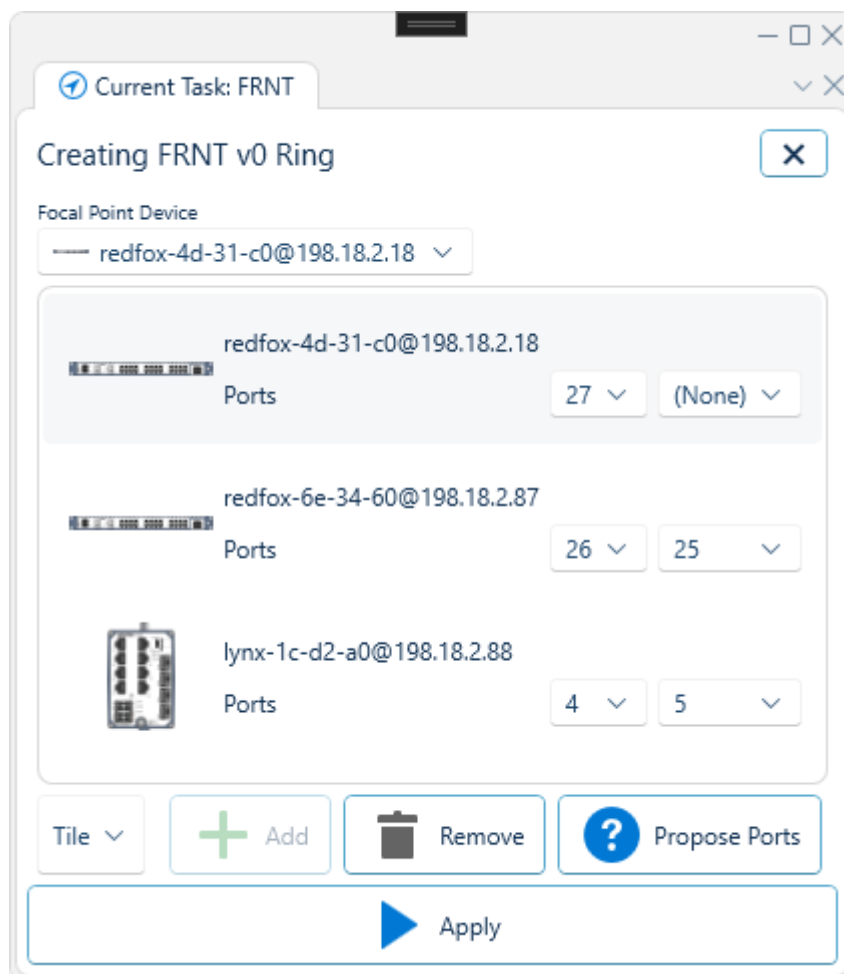 Current Task: FRNT
Creating FRNT v0 Ring
Focal Point Device
redfox-4d-31-c0@198.18.2.18
redfox-4d-31-c0@198.18.2.18
Ports 27 (None)
redfox-6e-34-60@198.18.2.87
Ports 26 25
lynx-1c-d2-a0@198.18.2.88
Ports 4 5
Tile Add Remove ? Propose Ports
Apply